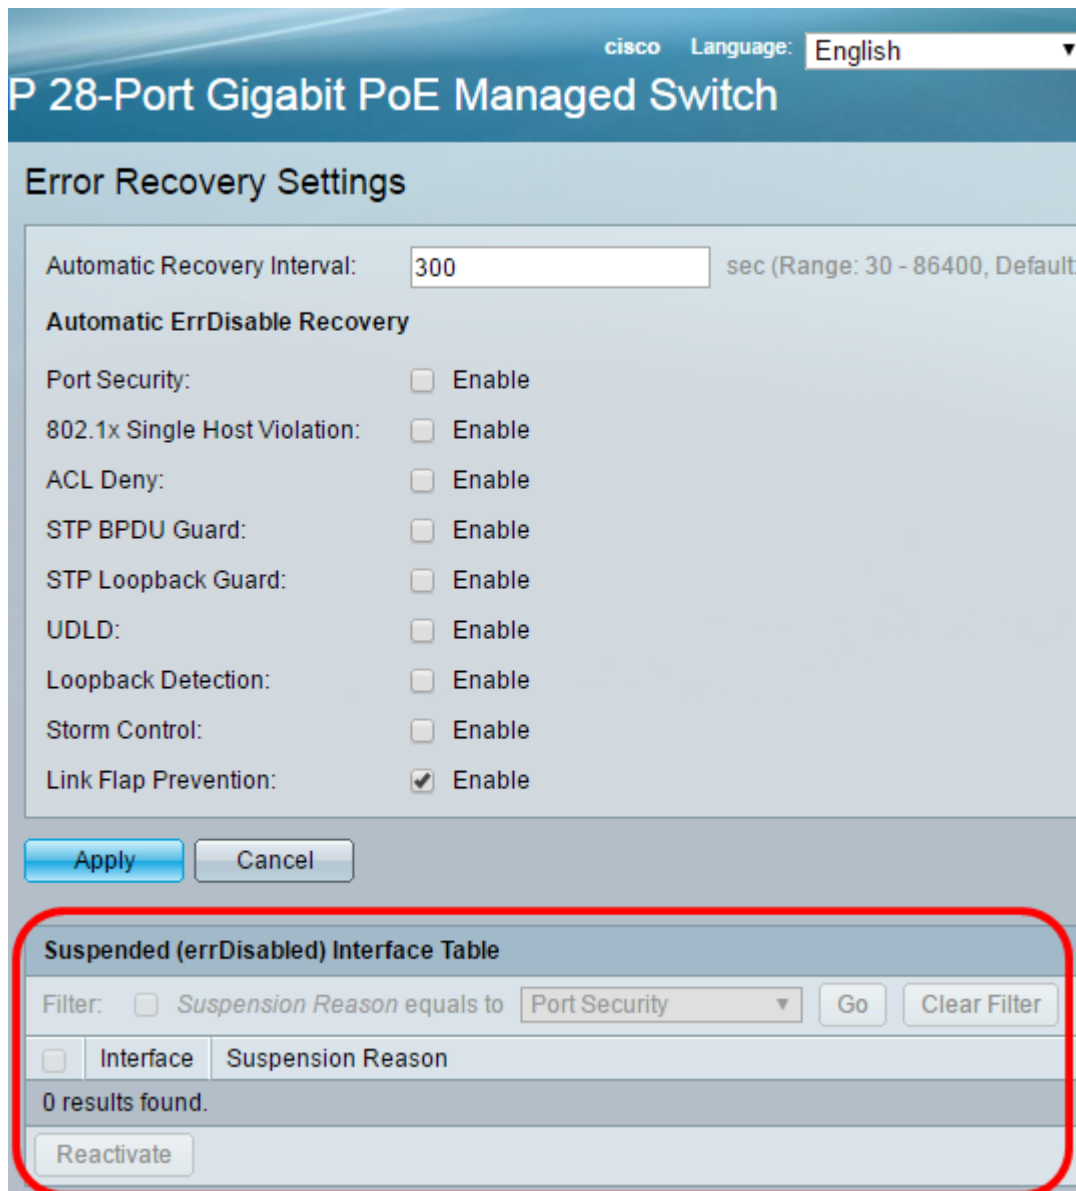 cisco Language: English
P 28-Port Gigabit PoE Managed Switch
Error Recovery Settings
Automatic Recovery Interval: 300 sec (Range: 30 - 86400, Default:
Automatic ErrDisable Recovery
Port Security: Enable
802.1x Single Host Violation: Enable
ACL Deny: Enable
STP BPDU Guard: Enable
STP Loopback Guard: Enable
UDLD: Enable
Loopback Detection: Enable
Storm Control: Enable
Link Flap Prevention: Enable
Apply Cancel
Suspended (errDisabled) Interface Table
Filter: Suspension Reason equals to Port Security Go Clear Filter
Interface Suspension Reason
0 results found.
Reactivate